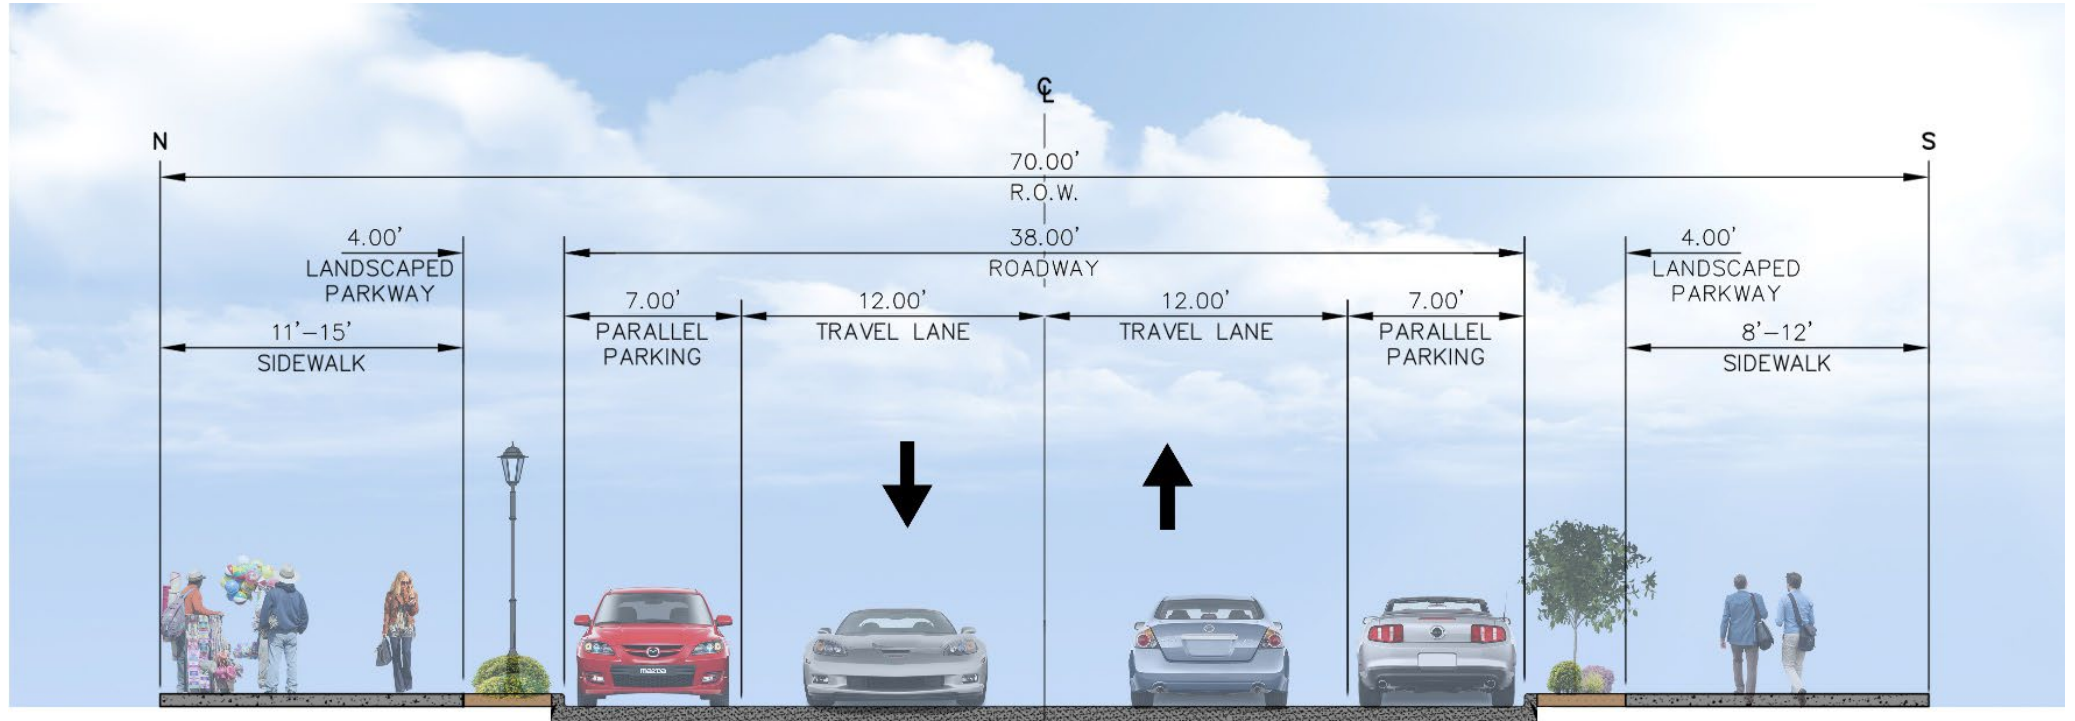 ℄
N
S
70.00'
R.O.W.
4.00'
LANDSCAPED
PARKWAY
38.00'
ROADWAY
4.00'
LANDSCAPED
PARKWAY
11'-15'
SIDEWALK
7.00'
PARALLEL
PARKING
12.00'
TRAVEL LANE
12.00'
TRAVEL LANE
7.00'
PARALLEL
PARKING
8'-12'
SIDEWALK
mazda